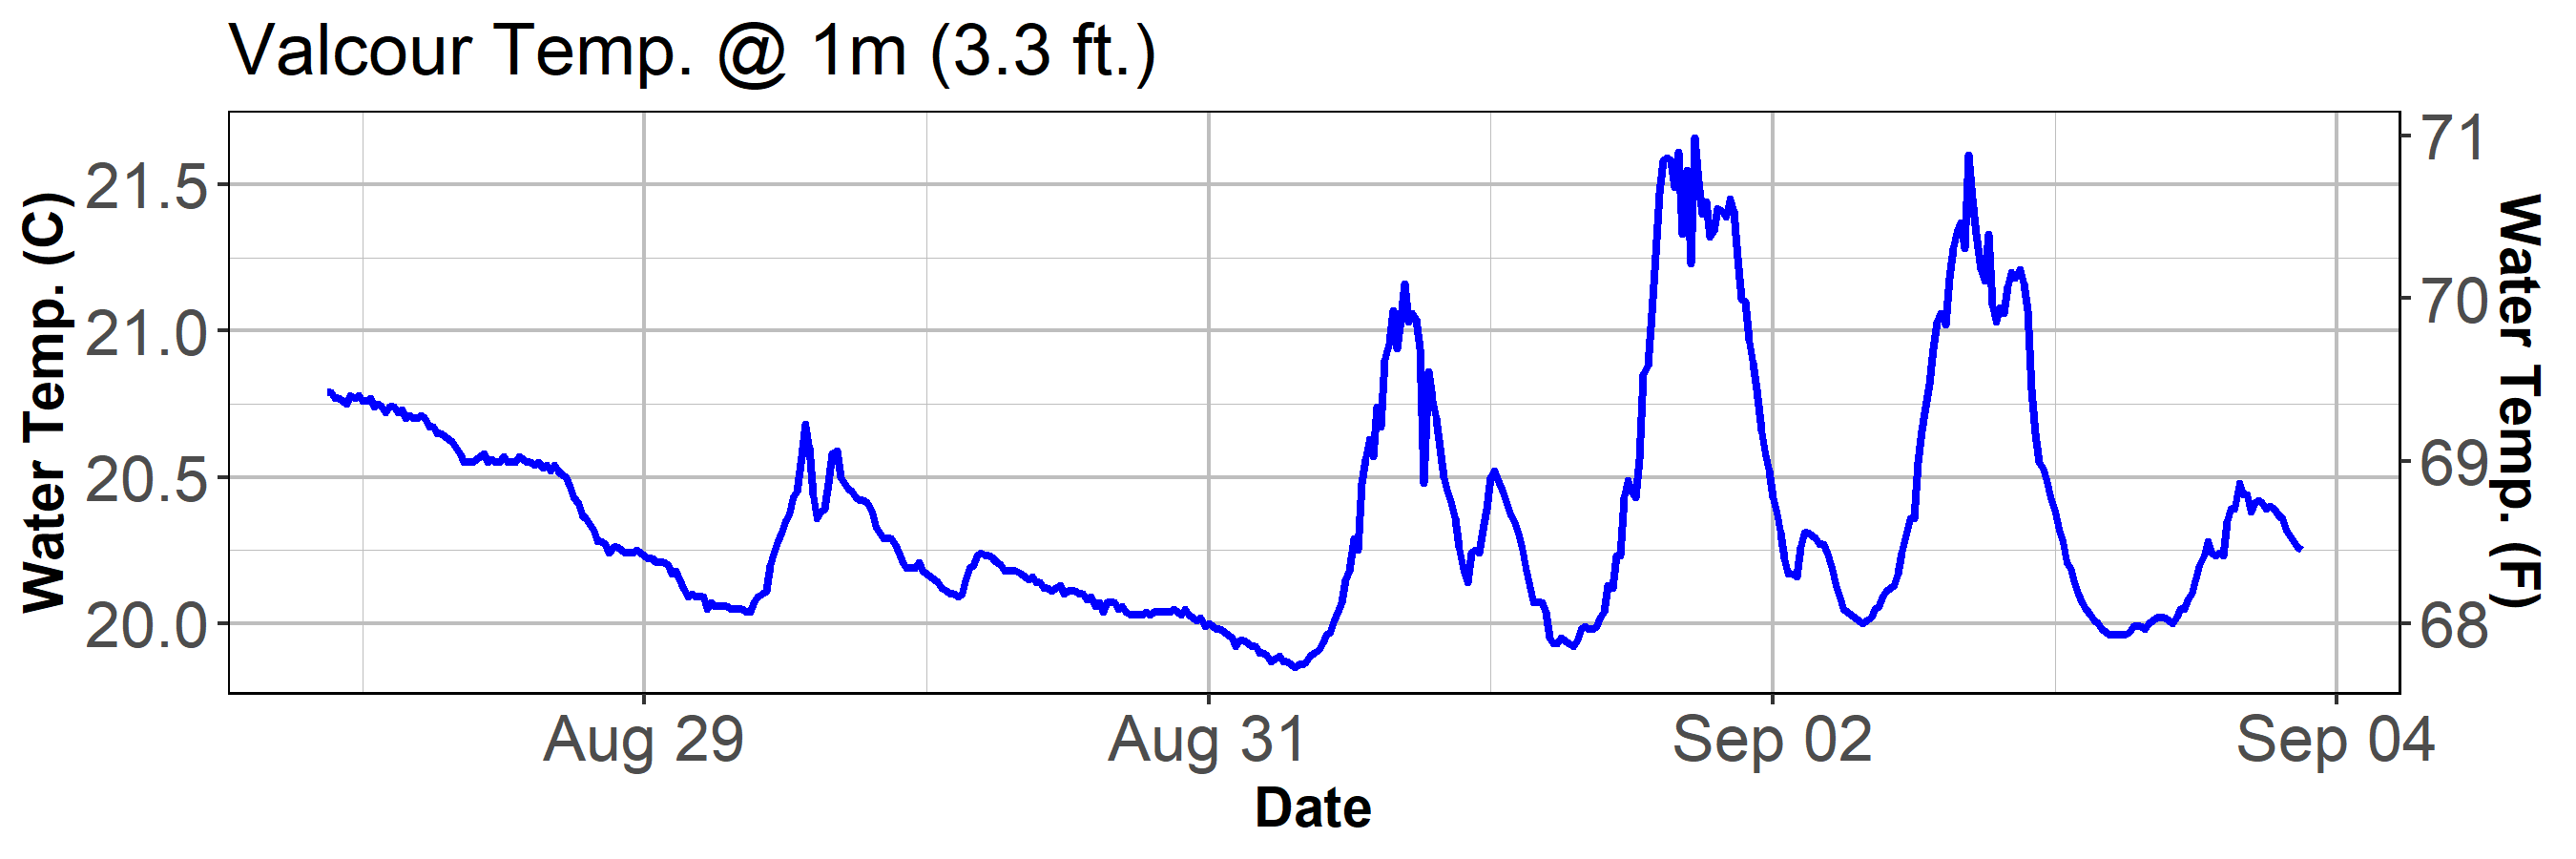 Valcour Temp. @ 1m (3.3 ft.)
Water Temp. (C)
21.5
21.0
20.5
20.0
71
70
69
68
Water Temp. (F)
Aug 29
Aug 31
Sep 02
Sep 04
Date